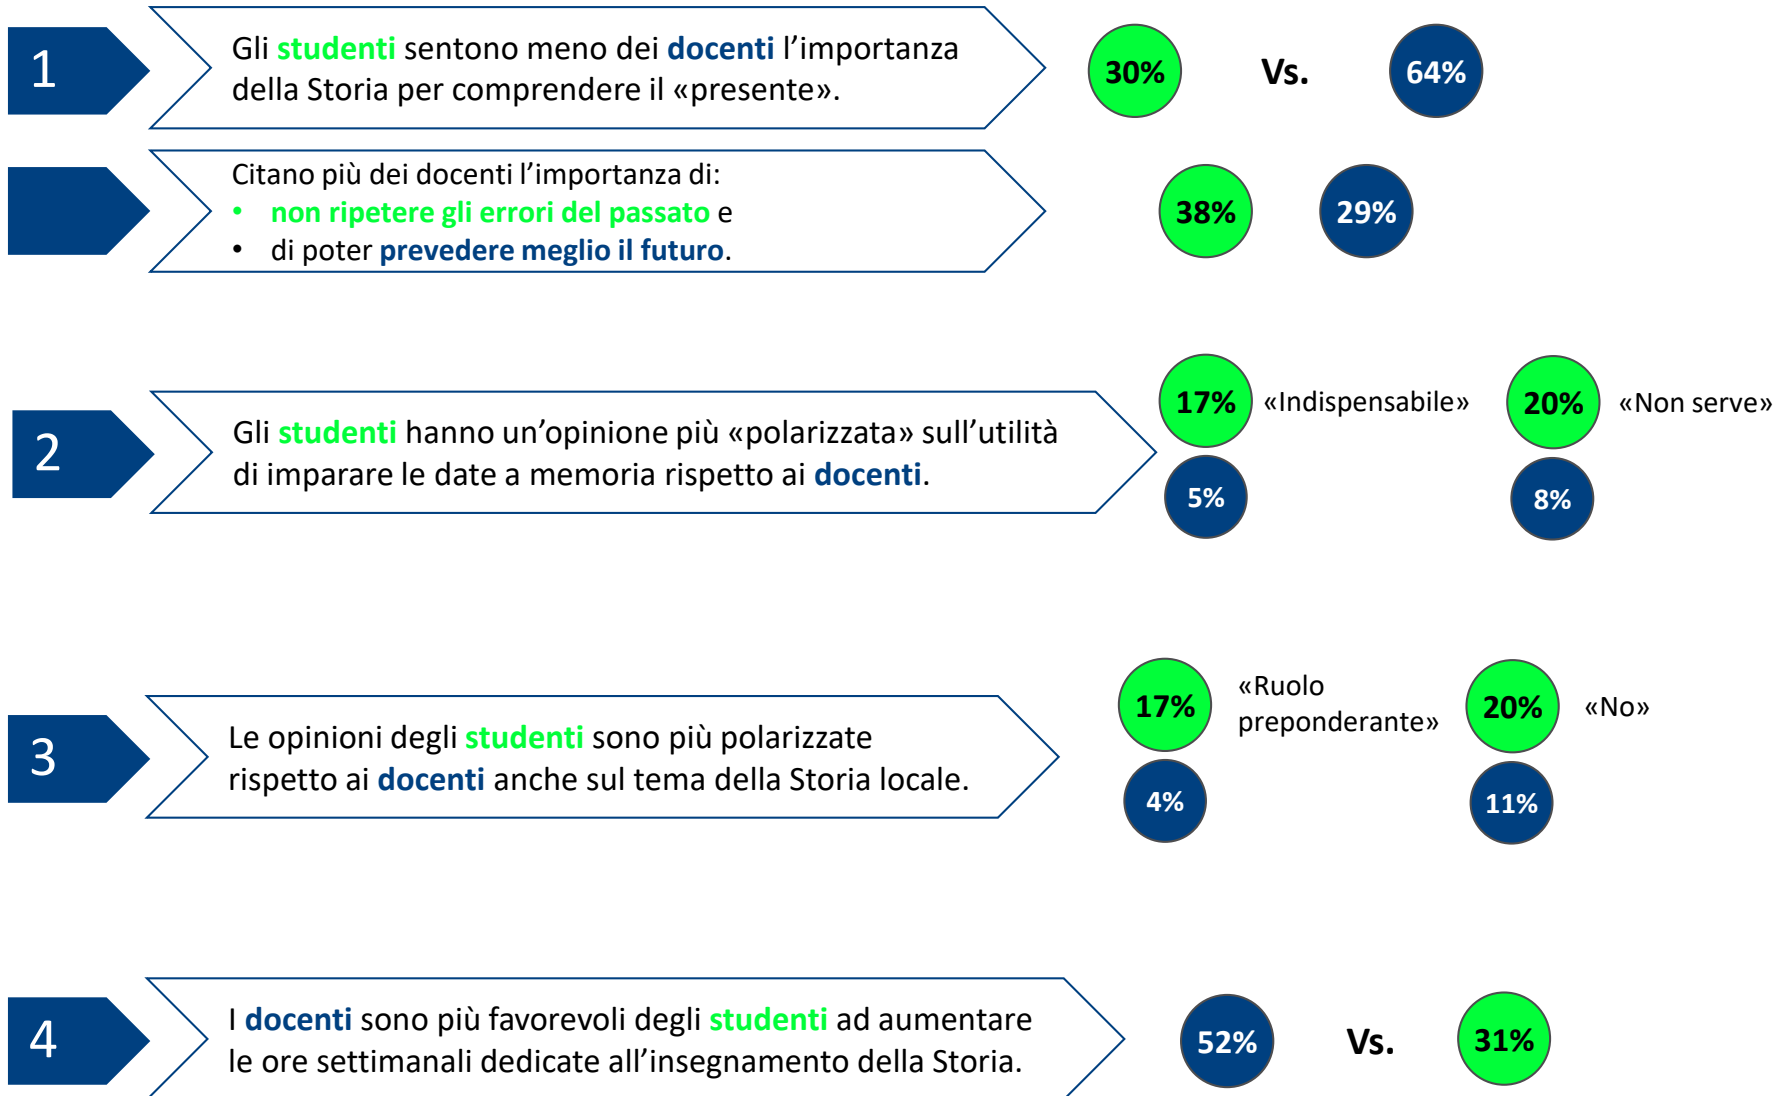 1
Gli studenti sentono meno dei docenti l’importanza
della Storia per comprendere il «presente».
30%
Vs.
64%
Citano più dei docenti l’importanza di:
• non ripetere gli errori del passato e
• di poter prevedere meglio il futuro.
38%
29%
2
Gli studenti hanno un’opinione più «polarizzata» sull’utilità
di imparare le date a memoria rispetto ai docenti.
17%
«Indispensabile»
20%
«Non serve»
5%
8%
3
Le opinioni degli studenti sono più polarizzate
rispetto ai docenti anche sul tema della Storia locale.
17%
«Ruolo
preponderante»
20%
«No»
4%
11%
4
I docenti sono più favorevoli degli studenti ad aumentare
le ore settimanali dedicate all’insegnamento della Storia.
52%
Vs.
31%